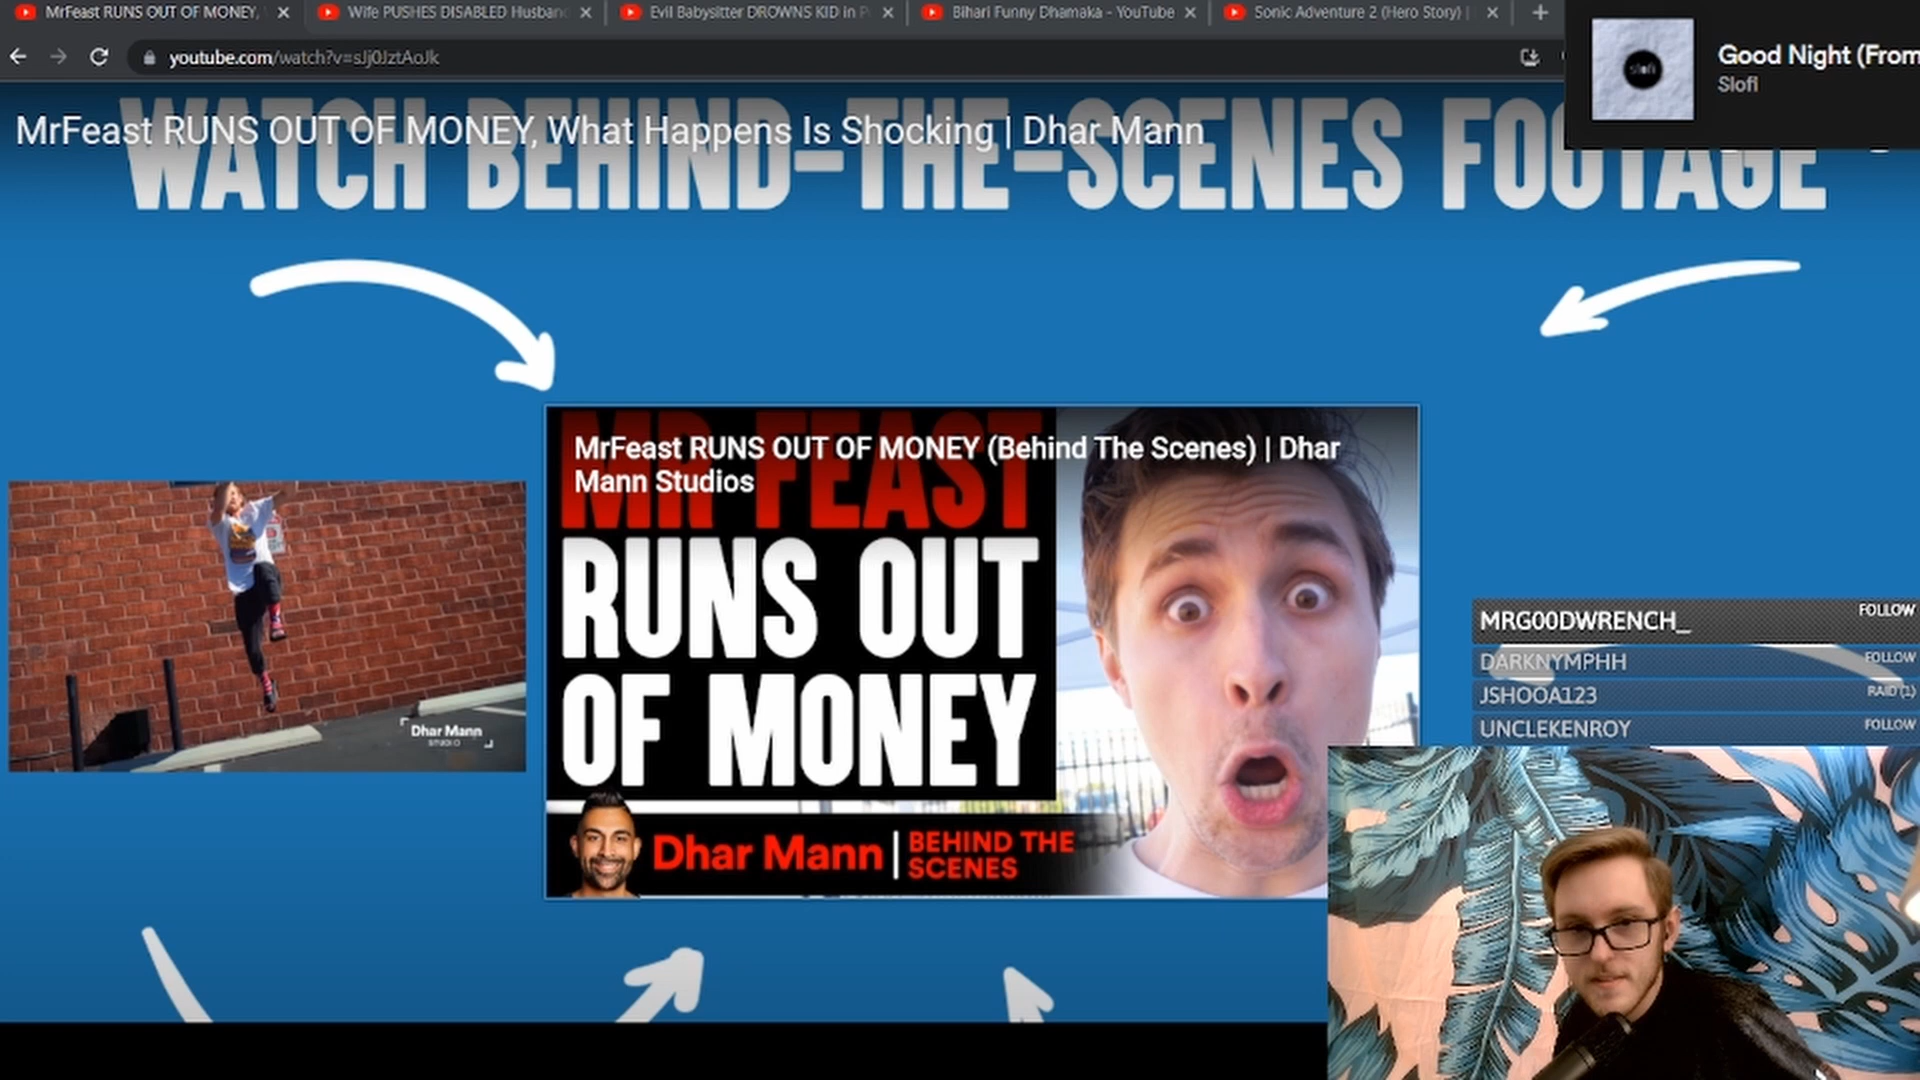 MrFeast RUNS OUT OF MONEY,
Wife PUSHES DISABLED Husband
Evil Babysitter DROWNS KID in P
Bihari Funny Dhamaka - YouTube
Sonic Adventure 2 (Hero Story) |
youtube.com/watch?v=sJj0JztAoJk
Good Night (From
Slofi
slofi
MrFeast RUNS OUT OF MONEY, What Happens Is Shocking | Dhar Mann
WATCH BEHIND-THE-SCENES FOOTAGE
MrFeast RUNS OUT OF MONEY (Behind The Scenes) | Dhar
Mann Studios
MR FEAST
RUNS OUT
OF MONEY
Dhar Mann
STUDIO
Dhar Mann | BEHIND THE
SCENES
MRG00DWRENCH_ FOLLOW
DARKNYMPHH FOLLOW
JSHOOA123 RAID (1)
UNCLEKENROY FOLLOW